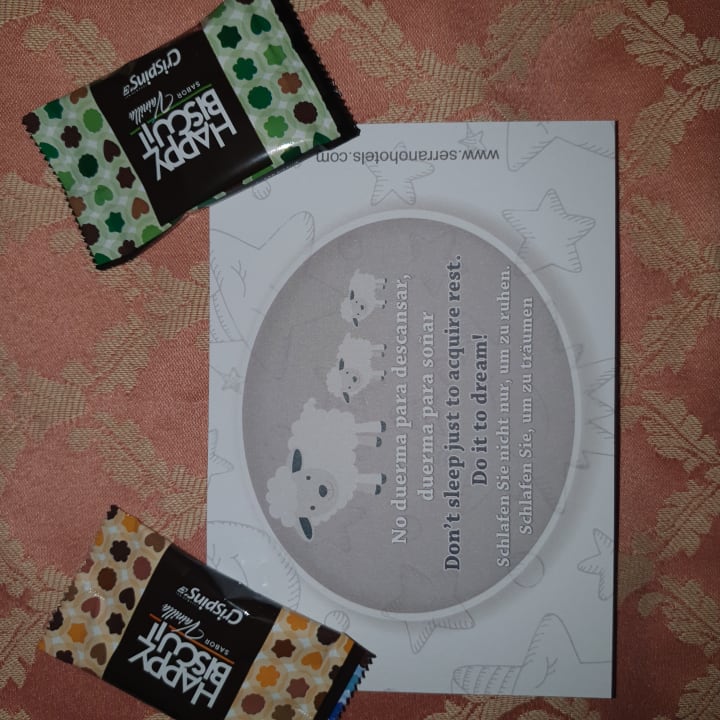 HAPPY
BISCUIT
SABOR Vainilla
Crispins
www.serranohotels.com
No duerma para descansar,
duerma para soñar
Don't sleep just to acquire rest.
Do it to dream!
Schlafen Sie nicht nur, um zu ruhen.
Schlafen Sie, um zu träumen
HAPPY
BISCUIT
SABOR Vainilla
Crispins